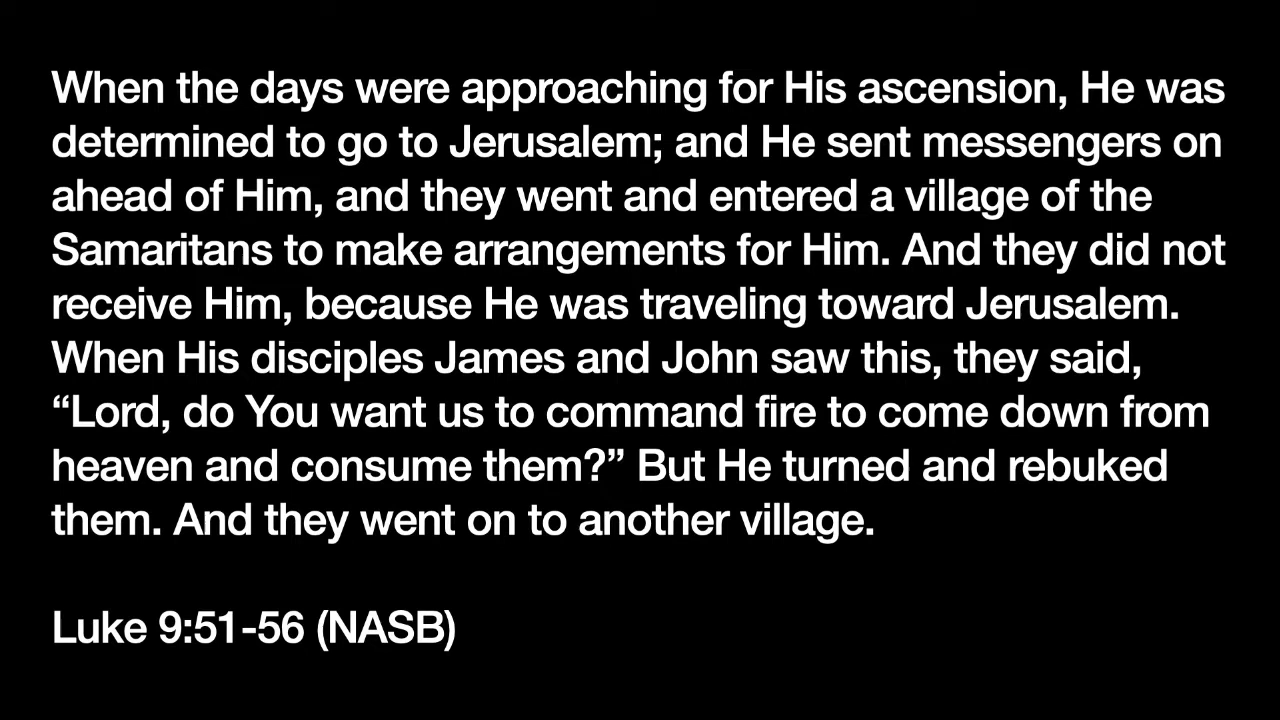 When the days were approaching for His ascension, He was
determined to go to Jerusalem; and He sent messengers on
ahead of Him, and they went and entered a village of the
Samaritans to make arrangements for Him. And they did not
receive Him, because He was traveling toward Jerusalem.
When His disciples James and John saw this, they said,
“Lord, do You want us to command fire to come down from
heaven and consume them?” But He turned and rebuked
them. And they went on to another village.
Luke 9:51-56 (NASB)